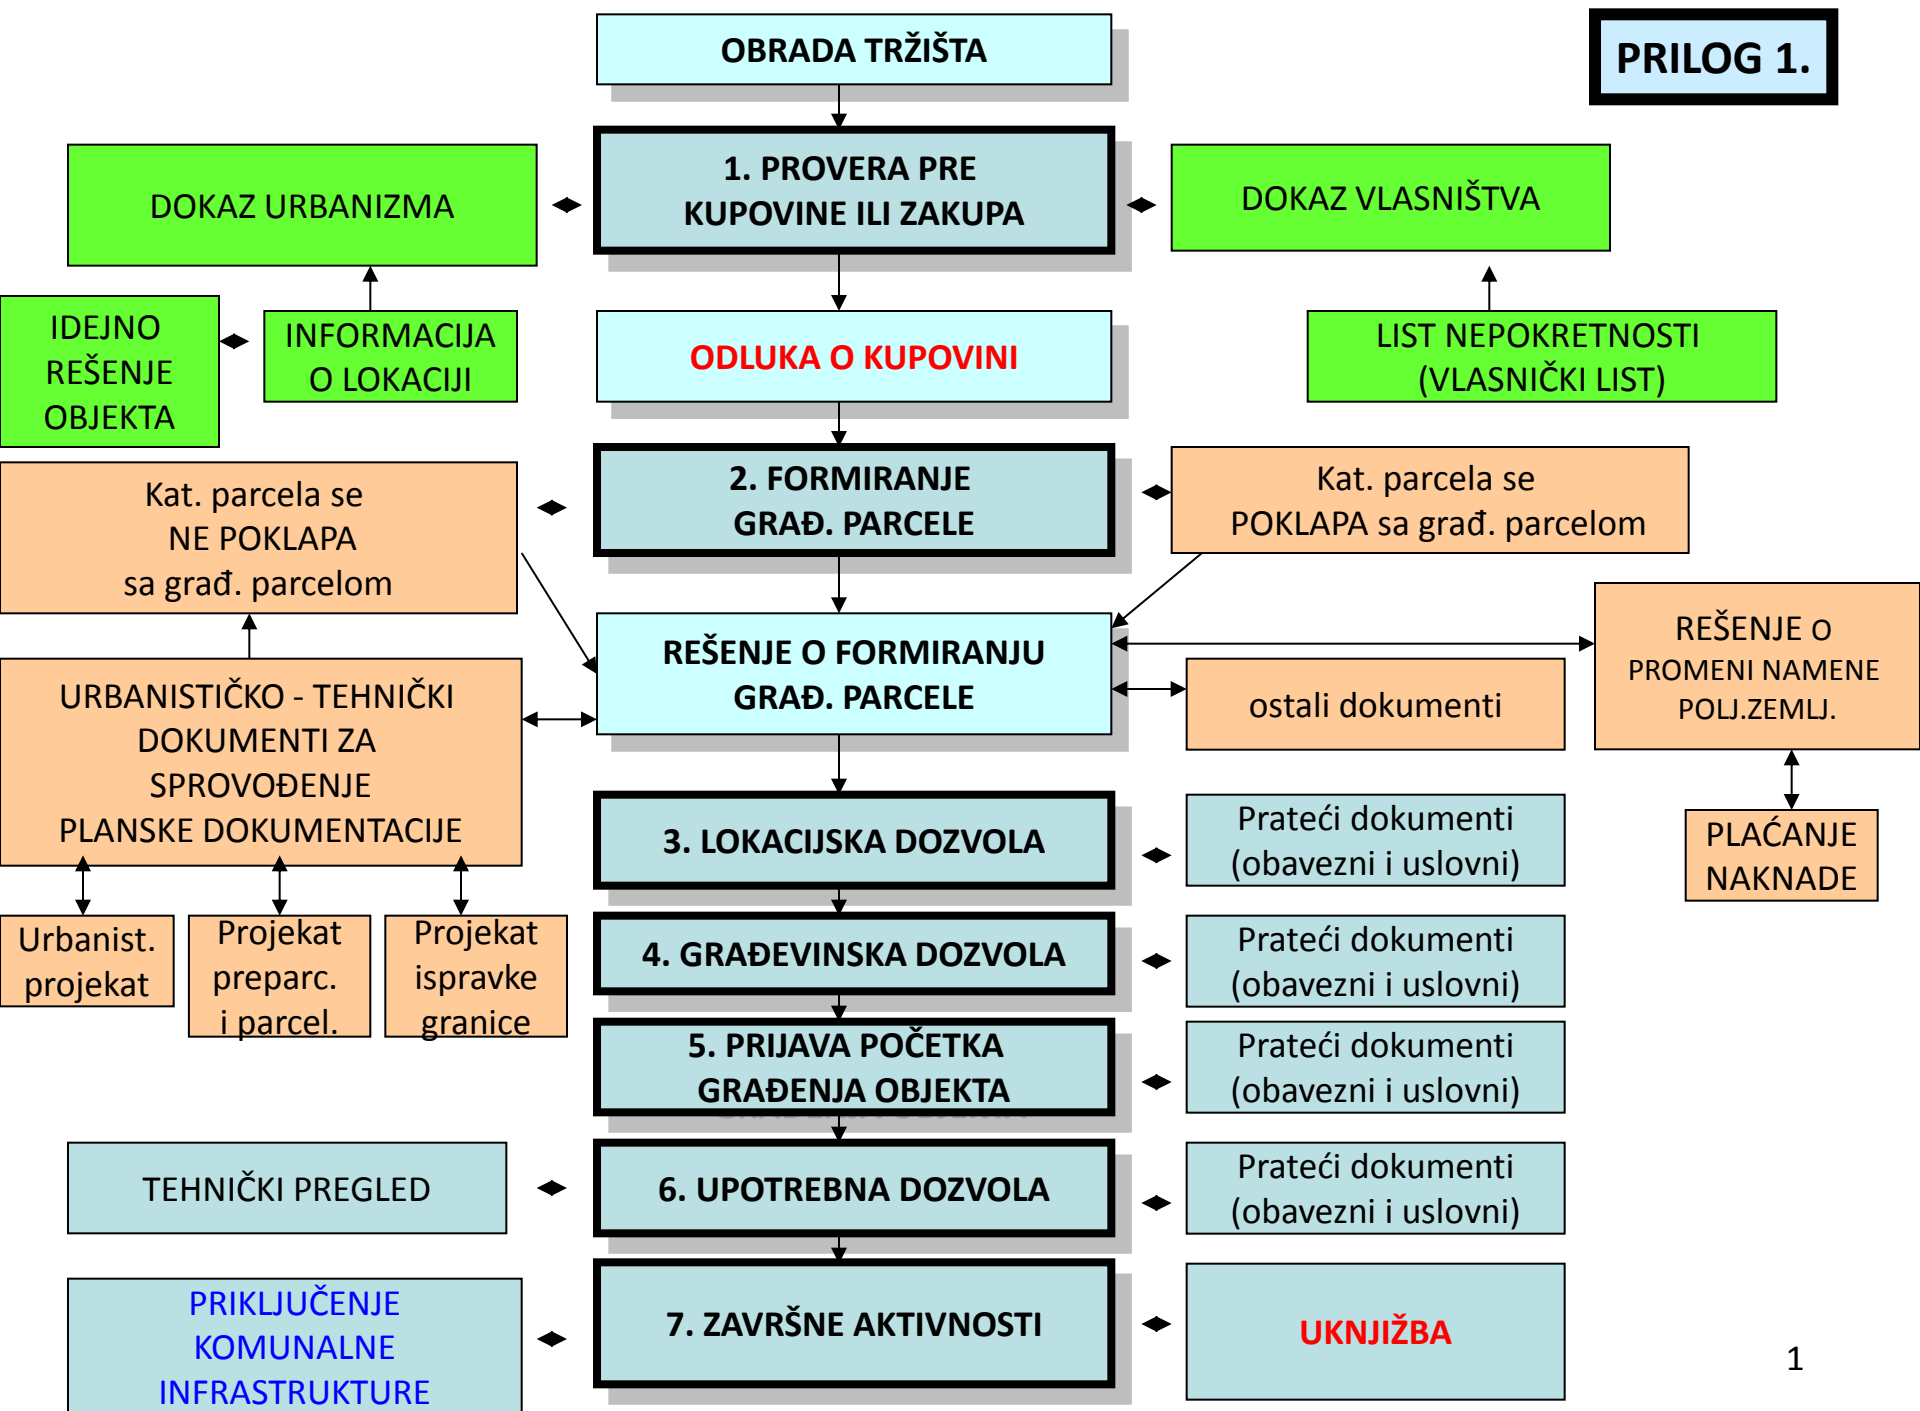 OBRADA TRŽIŠTA
PRILOG 1.
DOKAZ URBANIZMA
1. PROVERA PRE
KUPOVINE ILI ZAKUPA
DOKAZ VLASNIŠTVA
IDEJNO
REŠENJE
OBJEKTA
INFORMACIJA
O LOKACIJI
ODLUKA O KUPOVINI
LIST NEPOKRETNOSTI
(VLASNIČKI LIST)
Kat. parcela se
NE POKLAPA
sa građ. parcelom
2. FORMIRANJE
GRAĐ. PARCELE
Kat. parcela se
POKLAPA sa građ. parcelom
URBANISTIČKO - TEHNIČKI
DOKUMENTI ZA
SPROVOĐENJE
PLANSKE DOKUMENTACIJE
REŠENJE O FORMIRANJU
GRAĐ. PARCELE
ostali dokumenti
REŠENJE O
PROMENI NAMENE
POLJ.ZEMLJ.
PLAĆANJE
NAKNADE
3. LOKACIJSKA DOZVOLA
Prateći dokumenti
(obavezni i uslovni)
Urbanist.
projekat
Projekat
preparc.
i parcel.
Projekat
ispravke
granice
4. GRAĐEVINSKA DOZVOLA
Prateći dokumenti
(obavezni i uslovni)
5. PRIJAVA POČETKA
GRAĐENJA OBJEKTA
Prateći dokumenti
(obavezni i uslovni)
TEHNIČKI PREGLED
6. UPOTREBNA DOZVOLA
Prateći dokumenti
(obavezni i uslovni)
PRIKLJUČENJE
KOMUNALNE
INFRASTRUKTURE
7. ZAVRŠNE AKTIVNOSTI
UKNJIŽBA
1